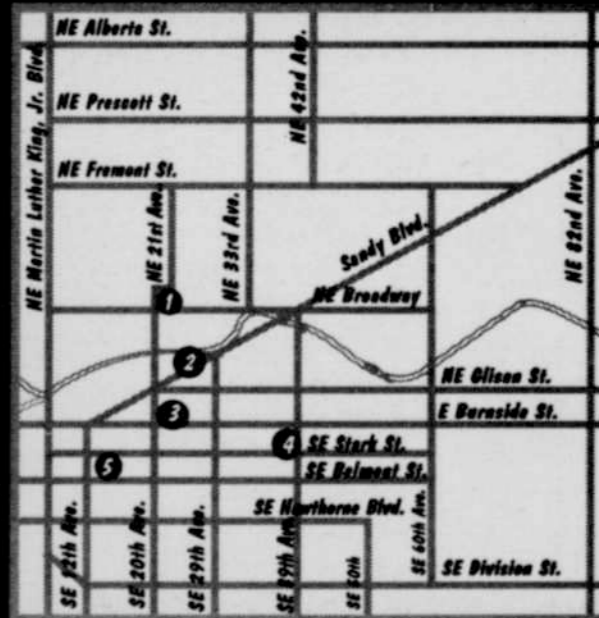 NE Alberta St.
NE Martin Luther King, Jr. Blvd.
NE 42nd Ave.
NE Prescott St.
NE Fremont St.
NE 21st Ave.
NE 33rd Ave.
Sandy Blvd.
NE 82nd Ave.
1
NE Broadway
2
NE Glisan St.
3
E Burnside St.
4
SE Stark St.
5
SE Belmont St.
SE Hawthorne Blvd.
SE 12th Ave.
SE 20th Ave.
SE 29th Ave.
SE 39th Ave.
SE 50th
SE 60th Ave.
SE Division St.